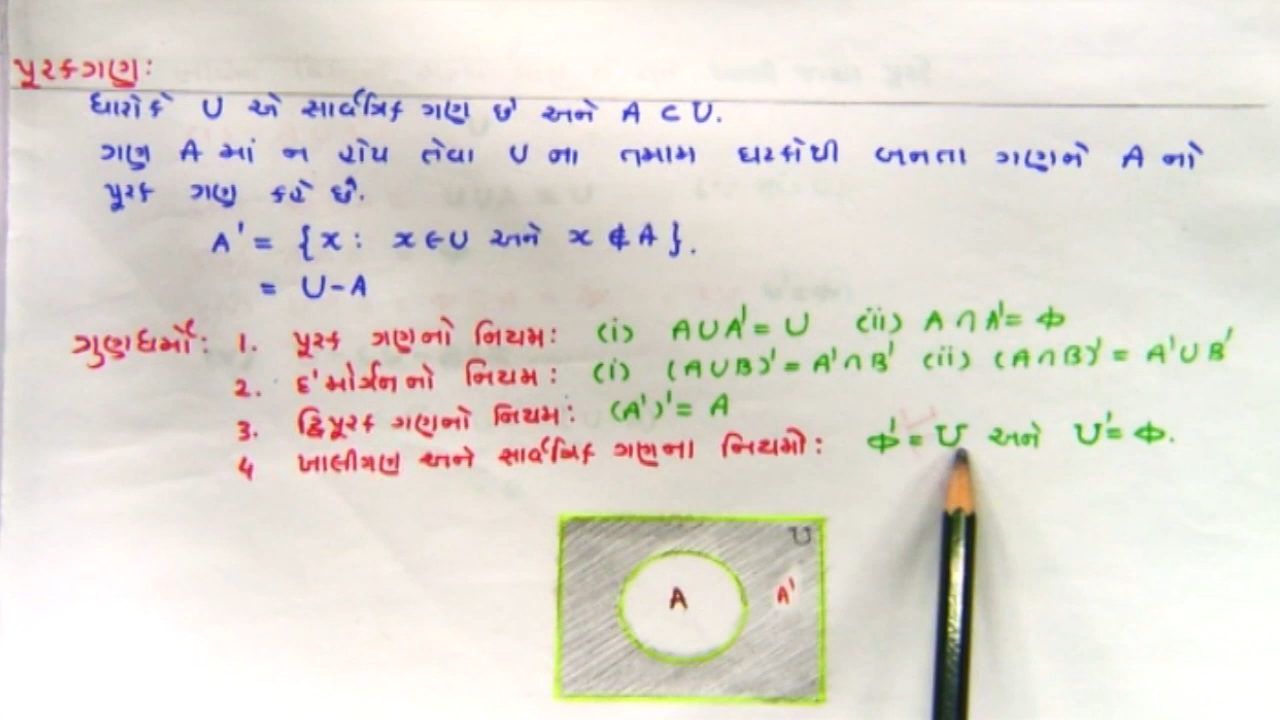 પૂરકગણ:
ધારોકે U એ સાર્વત્રિક ગણ છે અને A ⊂ U.
ગણ A માં ન હોય તેવા U ના તમામ ઘટકોથી બનતા ગણને A નો
પૂરક ગણ કહે છે.
A' = {x : x ∈ U અને x ∉ A}.
= U-A
ગુણધર્મો: 1. પૂરક ગણનો નિયમ: (i) A∪A' = U (ii) A ∩ A' = Φ
2. દ'મોર્ગનનો નિયમ: (i) (A∪B)' = A' ∩ B' (ii) (A∩B)' = A'∪B'
3. દ્વિપૂરક ગણનો નિયમ: (A')' = A
4 ખાલીગણ અને સાર્વત્રિક ગણના નિયમો: Φ' = U અને U' = Φ.
U
A A'